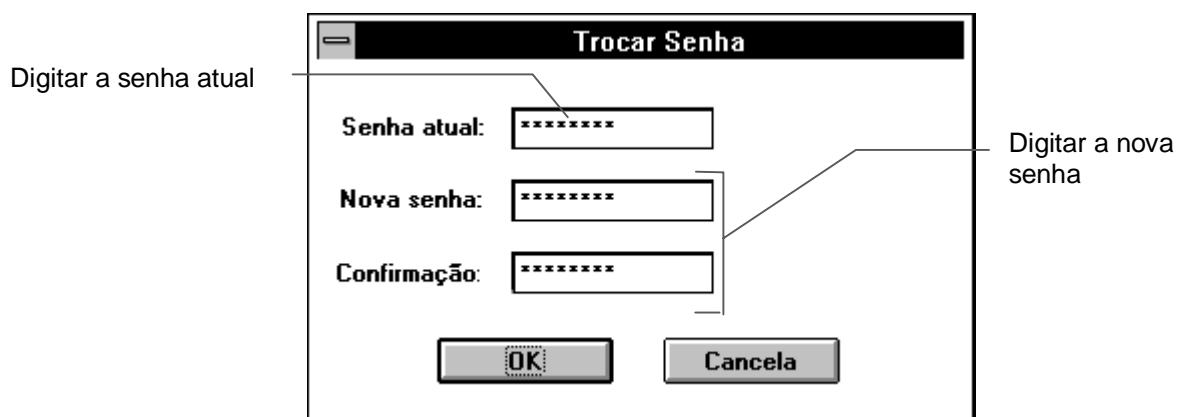 Trocar Senha
Digitar a senha atual
Senha atual: ********
Digitar a nova
senha
Nova senha: ********
Confirmação: ********
OK Cancela